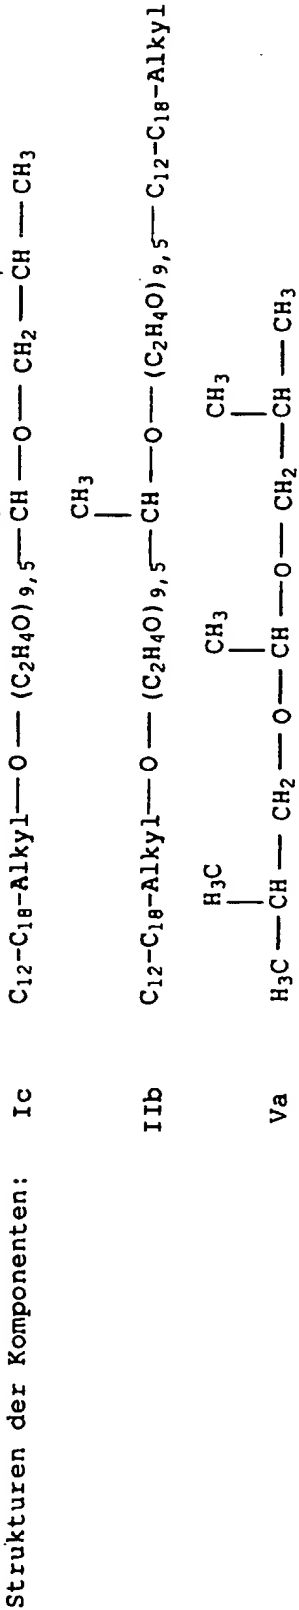 Strukturen der Komponenten: Ic C₁₂-C₁₈-Alkyl—O—(C₂H₄O)₉,₅—CH—O—CH₂—CH—CH₃
CH₃
IIb C₁₂-C₁₈-Alkyl—O—(C₂H₄O)₉,₅—CH—O—(C₂H₄O)₉,₅—C₁₂-C₁₈-Alkyl
H₃C CH₃ CH₃
Va H₃C—CH—CH₂—O—CH—O—CH₂—CH—CH₃